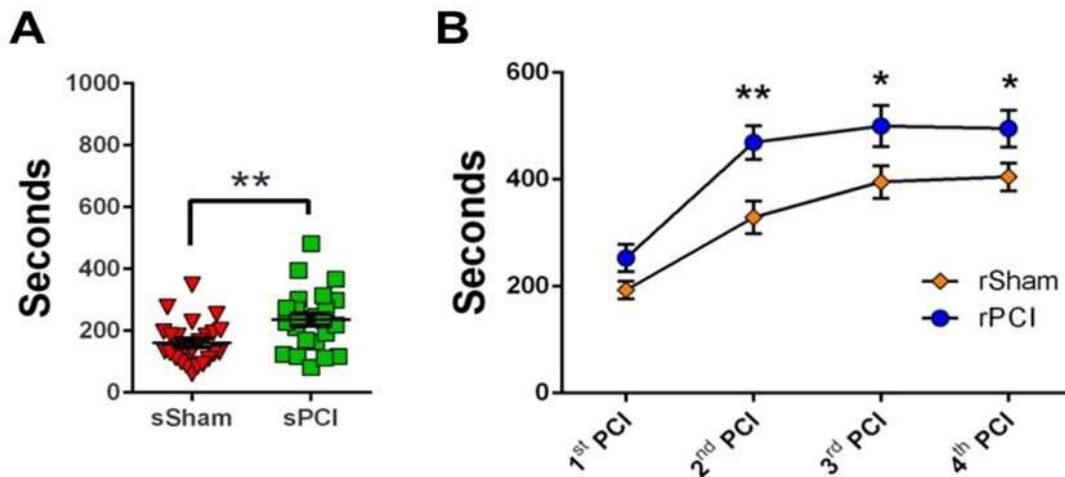 A
Seconds
1000
800
600
400
200
0
**
sSham
sPCI
B
Seconds
600
400
200
0
**
*
*
rSham
rPCI
1st PCI
2nd PCI
3rd PCI
4th PCI